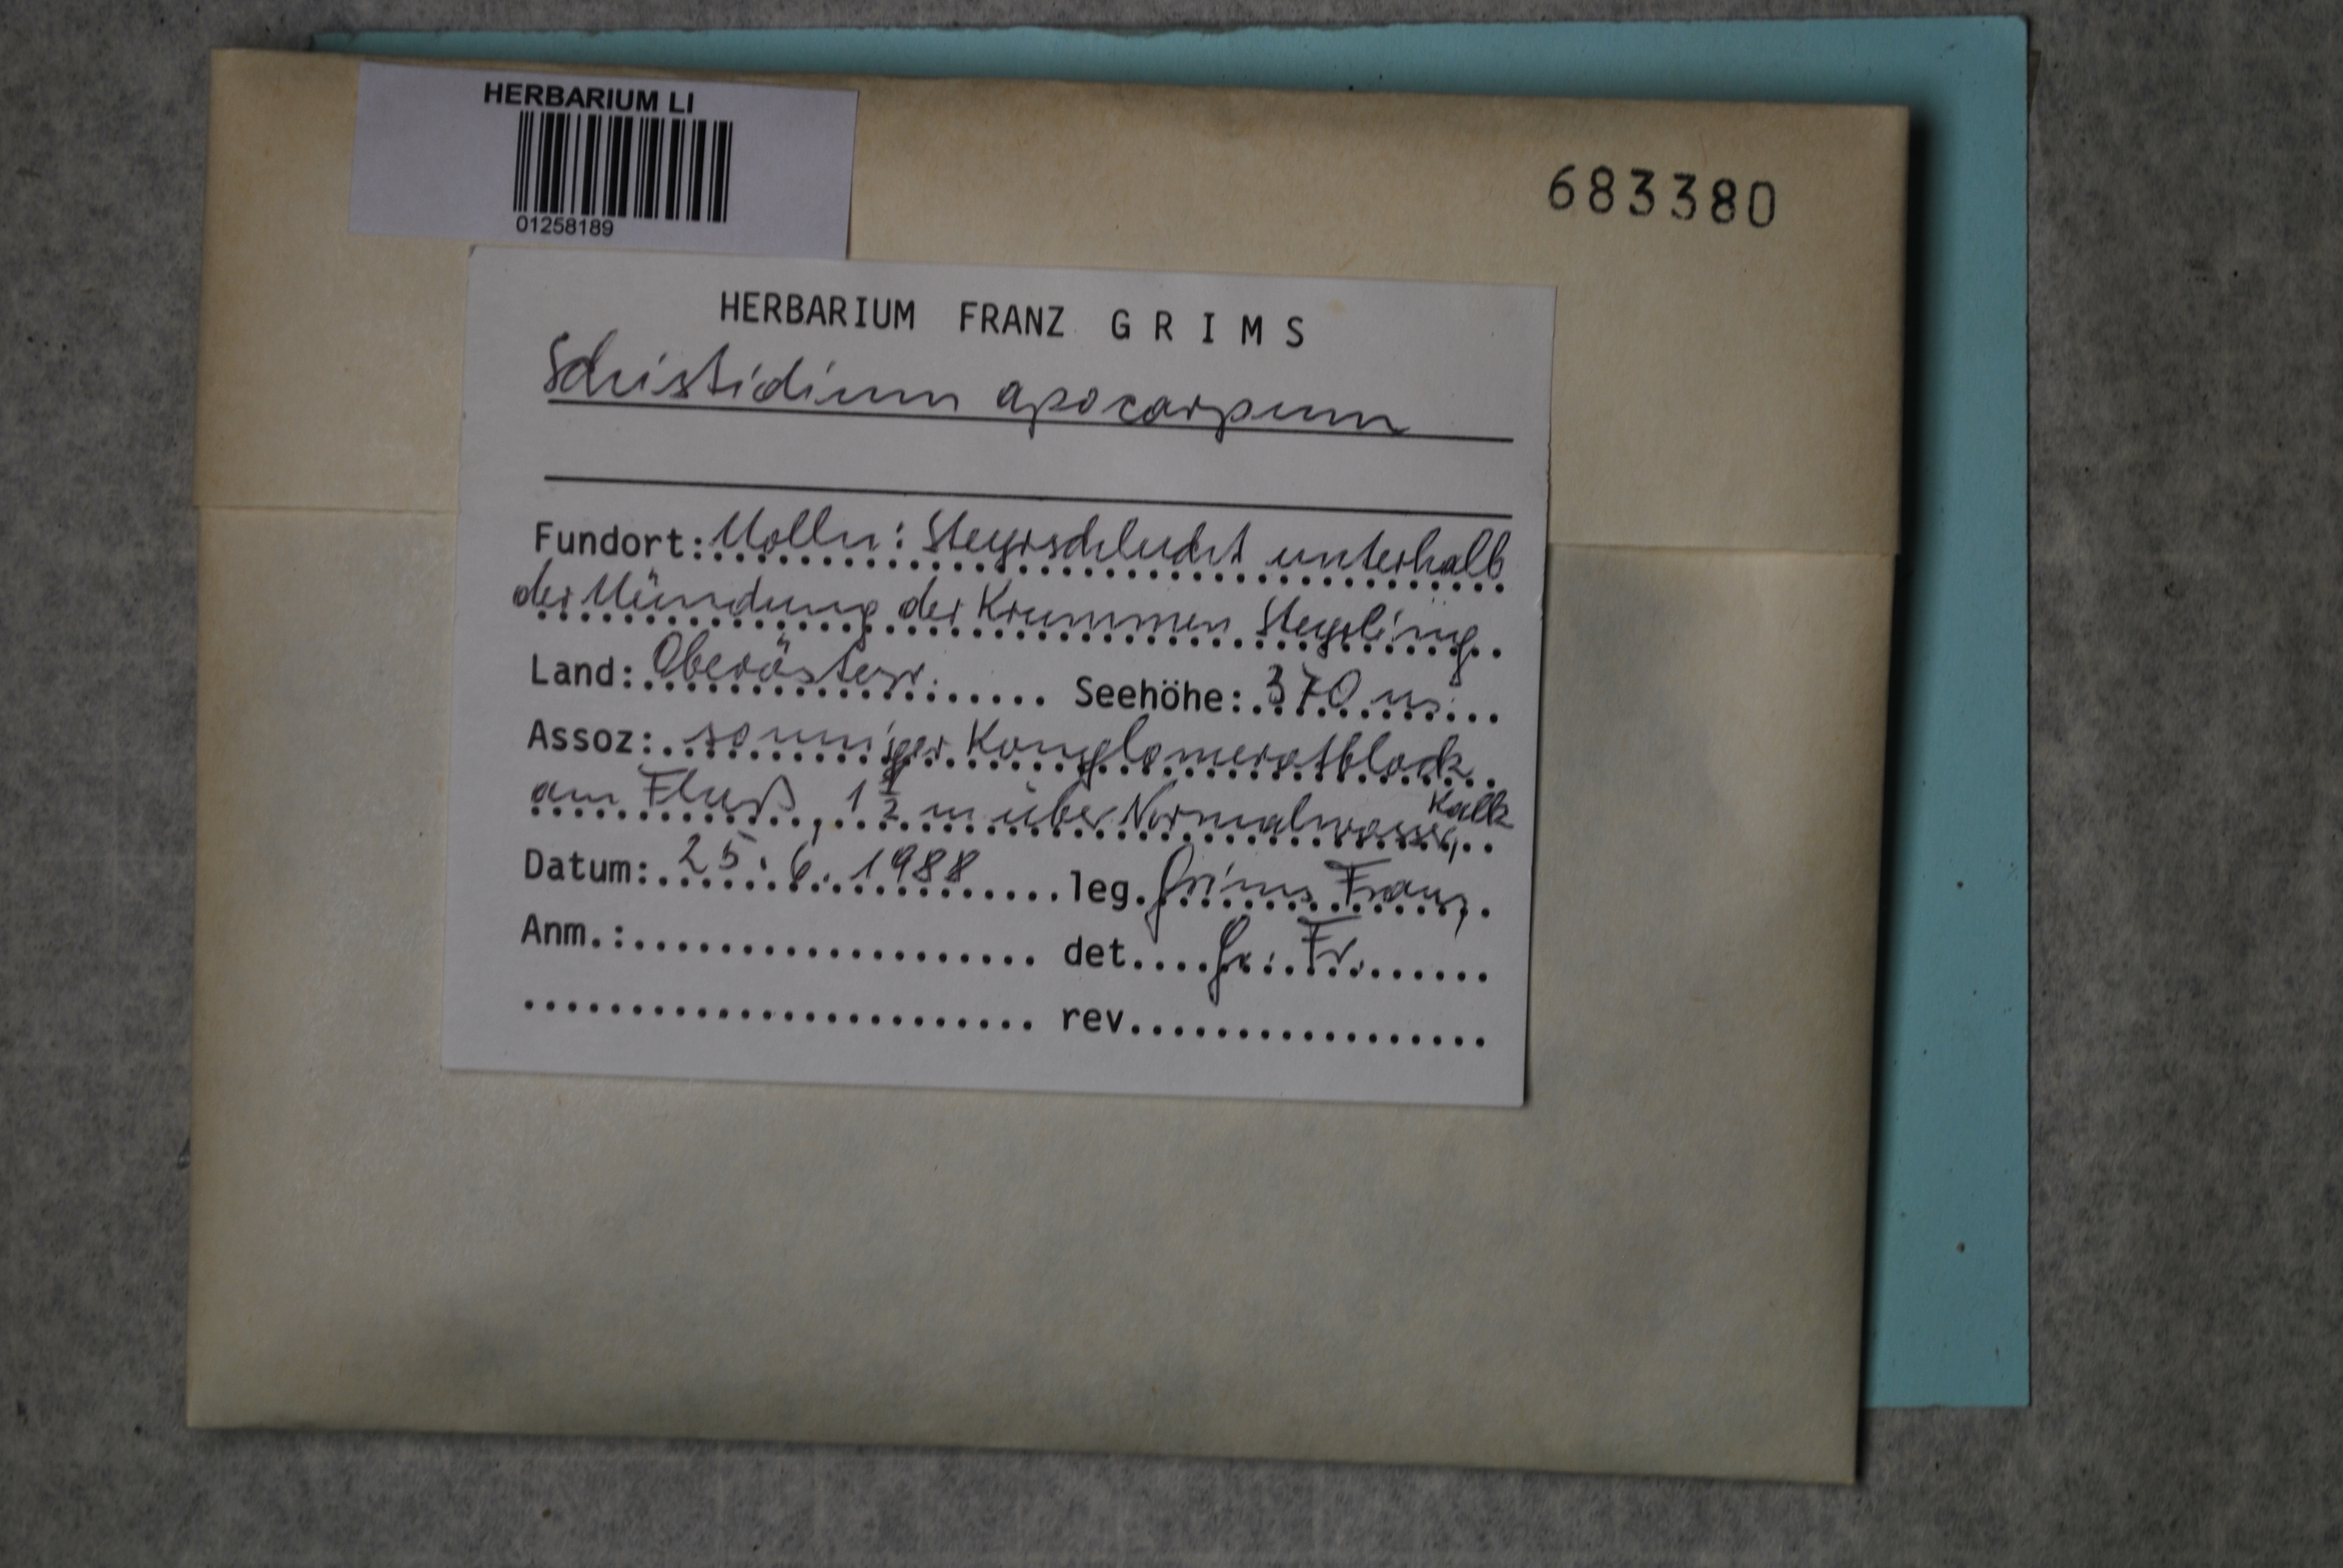 HERBARIUM LI
01258189
683380
HERBARIUM FRANZ GRIMS
Schistidium apocarpum
Fundort: Molln: Steyrschlucht unterhalb
der Mündung der Krummen Steyrling
Land: Oberösterr. Seehöhe: 370 m
Assoz: sonniger Konglomeratblock
am Fluß, 1 1/2 m über Normalwasser, Kalk
Datum: 25. 6. 1988 leg. Grims Franz
Anm.: det. Gr. Fr.
rev.